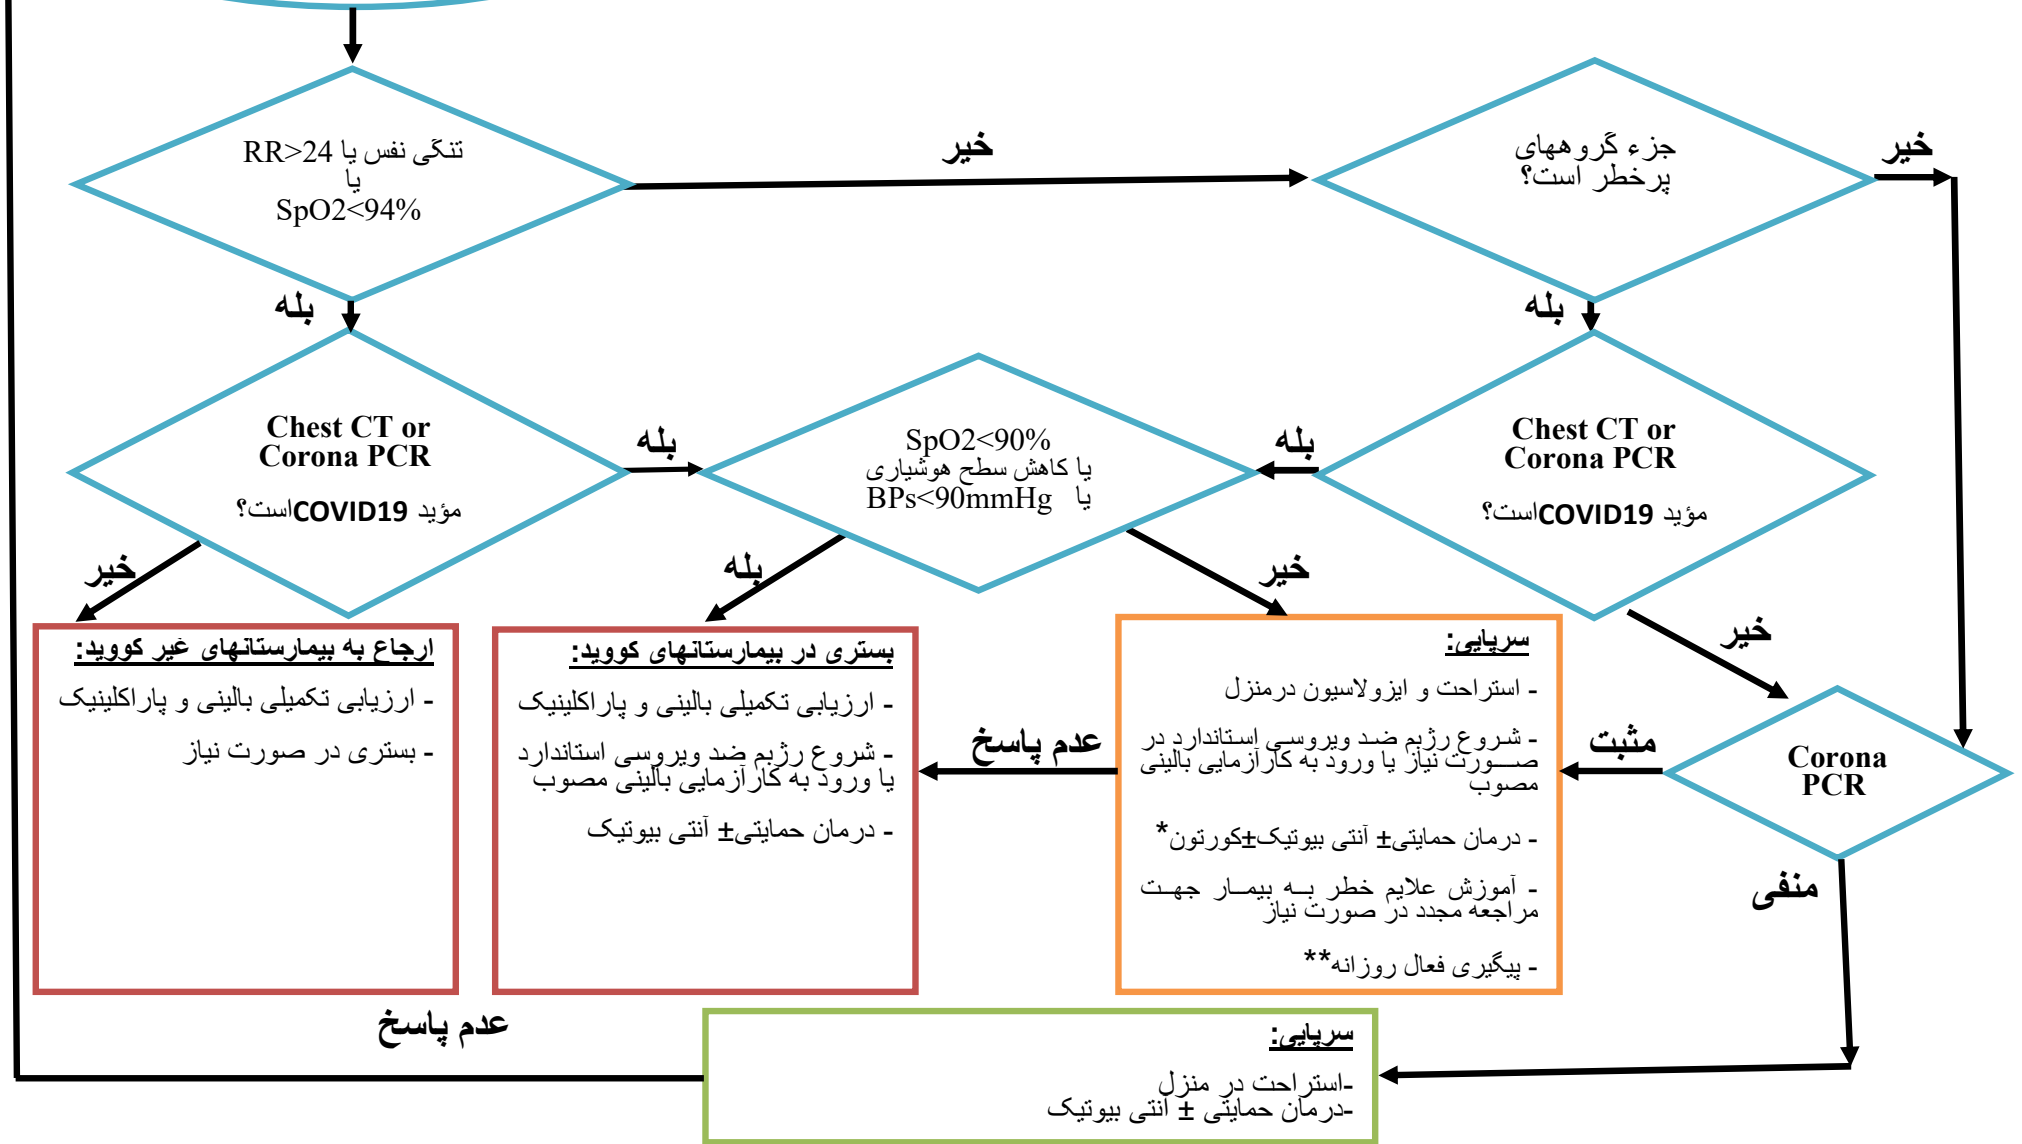 تنگی نفس یا RR>24
یا
SpO2<94%
خیر
جزء گروههای
پرخطر است؟
خیر
بله
بله
Chest CT or
Corona PCR
مؤید COVID19است؟
بله
SpO2<90%
یا کاهش سطح هوشیاری
یا BPs<90mmHg
بله
Chest CT or
Corona PCR
مؤید COVID19است؟
خیر
بله
خیر
خیر
ارجاع به بیمارستانهای غیر کووید:
- ارزیابی تکمیلی بالینی و پاراکلینیک
- بستری در صورت نیاز
بستری در بیمارستانهای کووید:
- ارزیابی تکمیلی بالینی و پاراکلینیک
- شروع رژیم ضد ویروسی استاندارد
یا ورود به کارآزمایی بالینی مصوب
- درمان حمایتی± آنتی بیوتیک
عدم پاسخ
سرپایی:
- استراحت و ایزولاسیون درمنزل
- شروع رژیم ضد ویروسی استاندارد در
صورت نیاز یا ورود به کارآزمایی بالینی
مصوب
- درمان حمایتی± آنتی بیوتیک±کورتون*
- آموزش علایم خطر به بیمار جهت
مراجعه مجدد در صورت نیاز
- پیگیری فعال روزانه**
مثبت
Corona
PCR
منفی
عدم پاسخ
سرپایی:
-استراحت در منزل
-درمان حمایتی ± آنتی بیوتیک